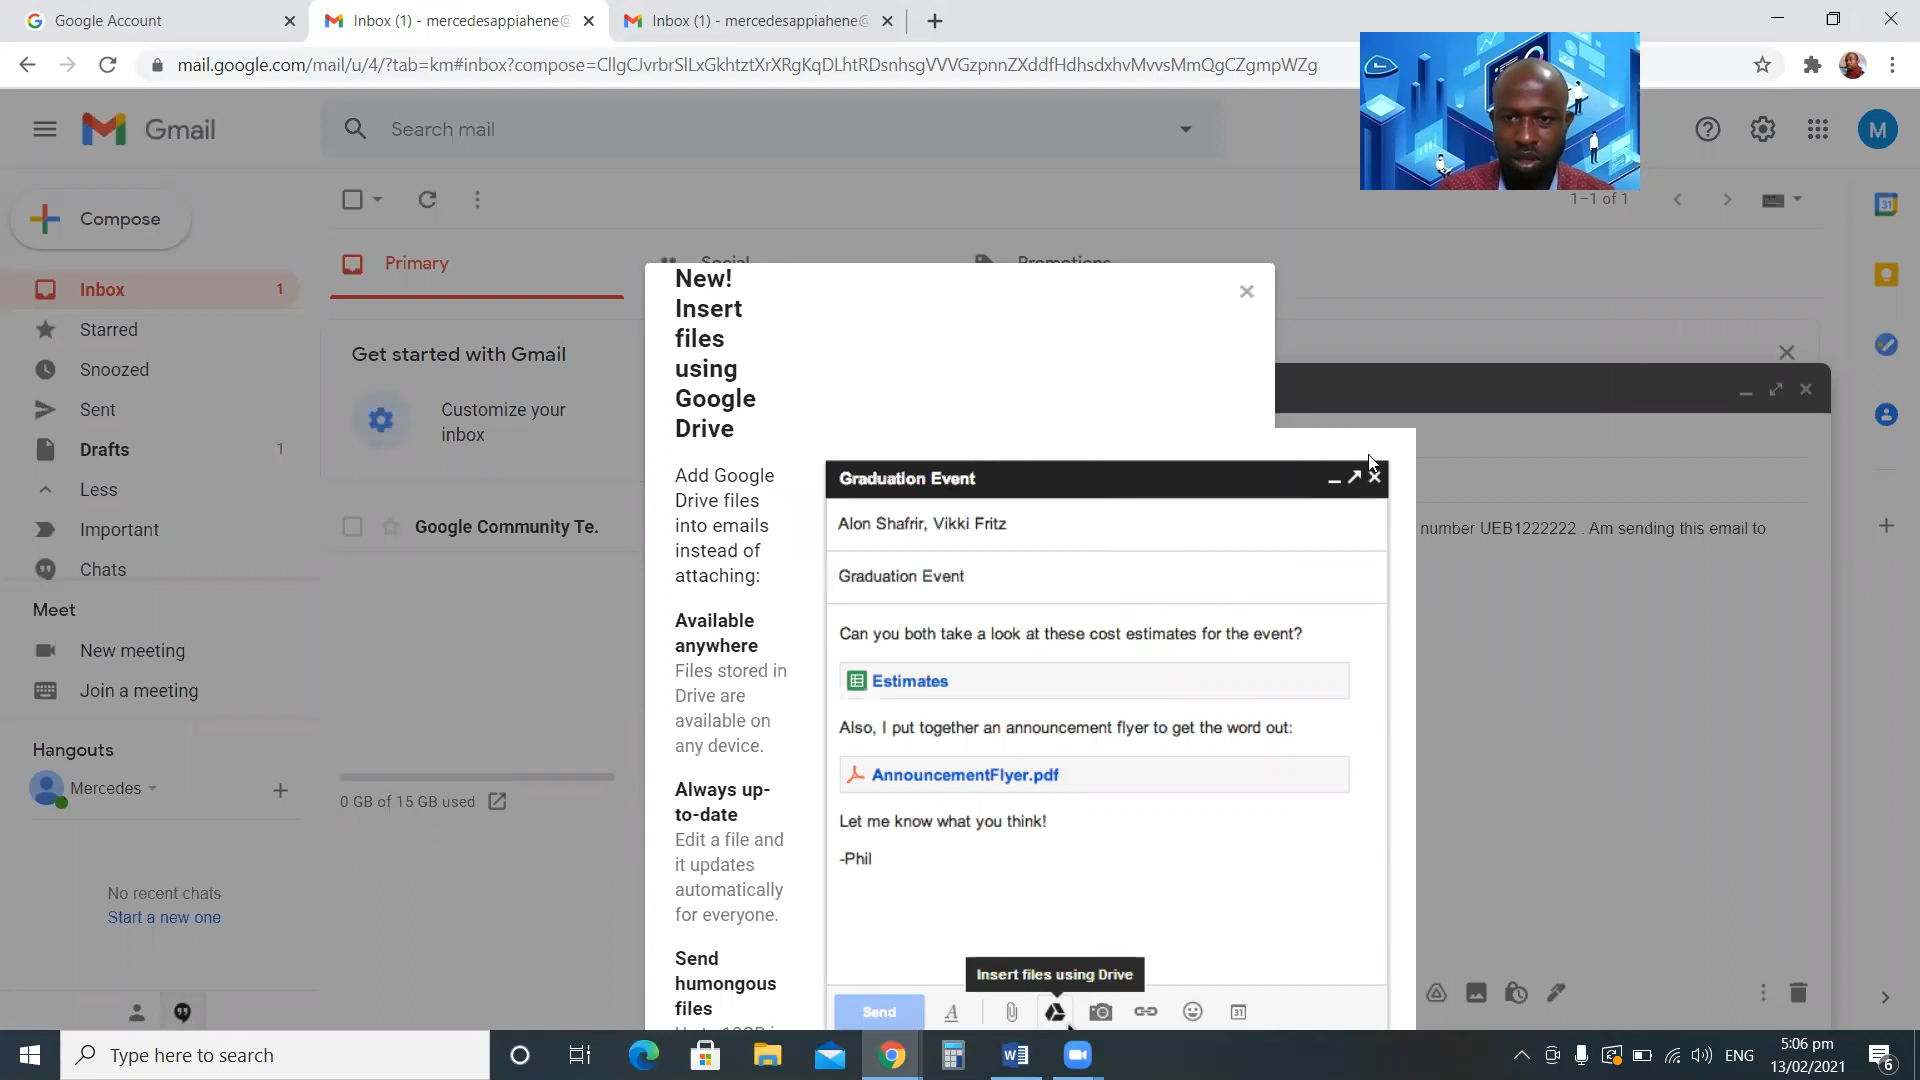 Google Account
Inbox (1) - mercedesappiahene@
Inbox (1) - mercedesappiahene@
mail.google.com/mail/u/4/?tab=km#inbox?compose=CllgCJvrbrSlLxGkhtztXrXRgKqDLhtRDsnhsgVVVGzpnnZXddfHdhsdxhvMvvsMmQgCZgmpWZg
Gmail
Search mail
M
Compose
1–1 of 1
31
Primary
Social
Promotions
Inbox
1
Starred
Snoozed
Sent
Drafts
1
Less
Important
Chats
Meet
New meeting
Join a meeting
Hangouts
Mercedes
No recent chats
Start a new one
Get started with Gmail
Customize your
inbox
Google Community Te.
0 GB of 15 GB used
number UEB1222222 . Am sending this email to
New!
Insert
files
using
Google
Drive
Add Google
Drive files
into emails
instead of
attaching:
Available
anywhere
Files stored in
Drive are
available on
any device.
Always up-
to-date
Edit a file and
it updates
automatically
for everyone.
Send
humongous
files
Graduation Event
Alon Shafrir, Vikki Fritz
Graduation Event
Can you both take a look at these cost estimates for the event?
Estimates
Also, I put together an announcement flyer to get the word out:
AnnouncementFlyer.pdf
Let me know what you think!
-Phil
Insert files using Drive
Send
A
31
Type here to search
ENG
5:06 pm
13/02/2021
6